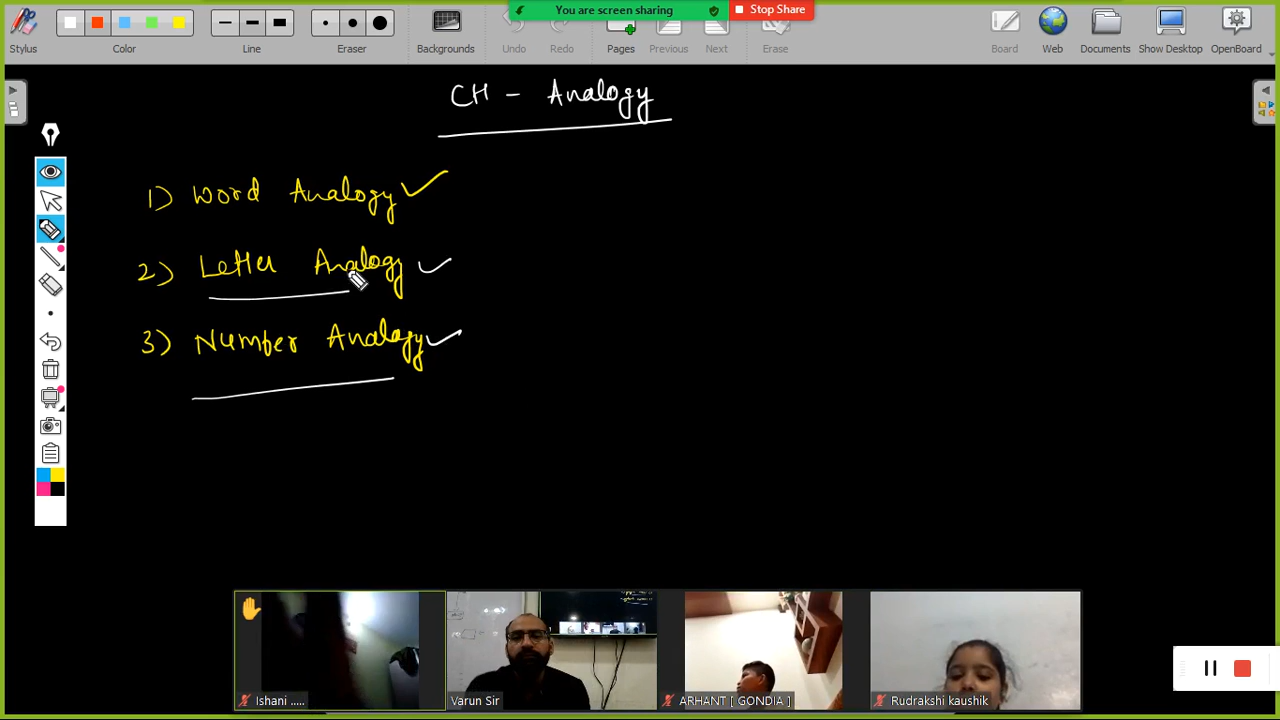 You are screen sharing Stop Share
Stylus Color Line Eraser Backgrounds Undo Redo Pages Previous Next Erase Board Web Documents Show Desktop OpenBoard
CH - Analogy
1) Word Analogy
2) Letter Analogy
3) Number Analogy
Ishani ..... Varun Sir ARHANT [ GONDIA ] Rudrakshi kaushik